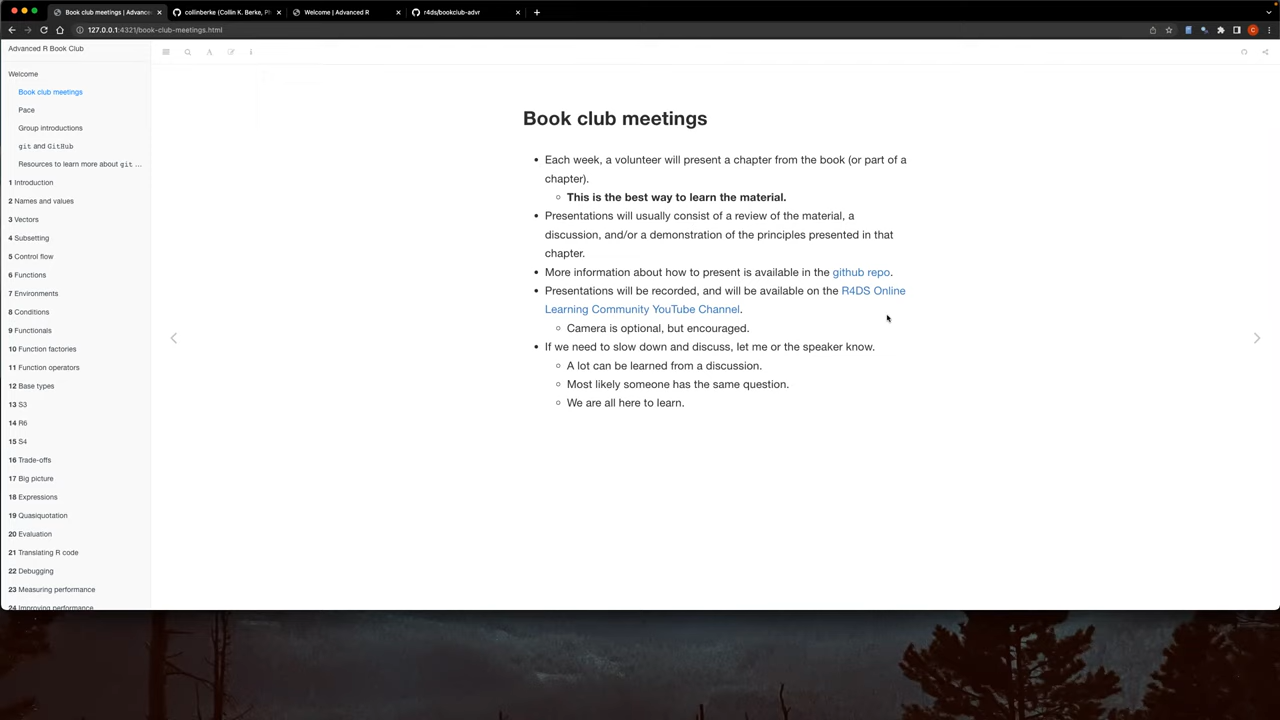 Book club meetings | Advance
collinberke (Collin K. Berke, Ph
Welcome | Advanced R
r4ds/bookclub-advr
127.0.0.1:4321/book-club-meetings.html
C
Advanced R Book Club
Welcome
Book club meetings
Pace
Group introductions
git and GitHub
Resources to learn more about git ...
1 Introduction
2 Names and values
3 Vectors
4 Subsetting
5 Control flow
6 Functions
7 Environments
8 Conditions
9 Functionals
10 Function factories
11 Function operators
12 Base types
13 S3
14 R6
15 S4
16 Trade-offs
17 Big picture
18 Expressions
19 Quasiquotation
20 Evaluation
21 Translating R code
22 Debugging
23 Measuring performance
24 Improving performance
Book club meetings
• Each week, a volunteer will present a chapter from the book (or part of a
chapter).
◦ This is the best way to learn the material.
• Presentations will usually consist of a review of the material, a
discussion, and/or a demonstration of the principles presented in that
chapter.
• More information about how to present is available in the github repo.
• Presentations will be recorded, and will be available on the R4DS Online
Learning Community YouTube Channel.
◦ Camera is optional, but encouraged.
• If we need to slow down and discuss, let me or the speaker know.
◦ A lot can be learned from a discussion.
◦ Most likely someone has the same question.
◦ We are all here to learn.